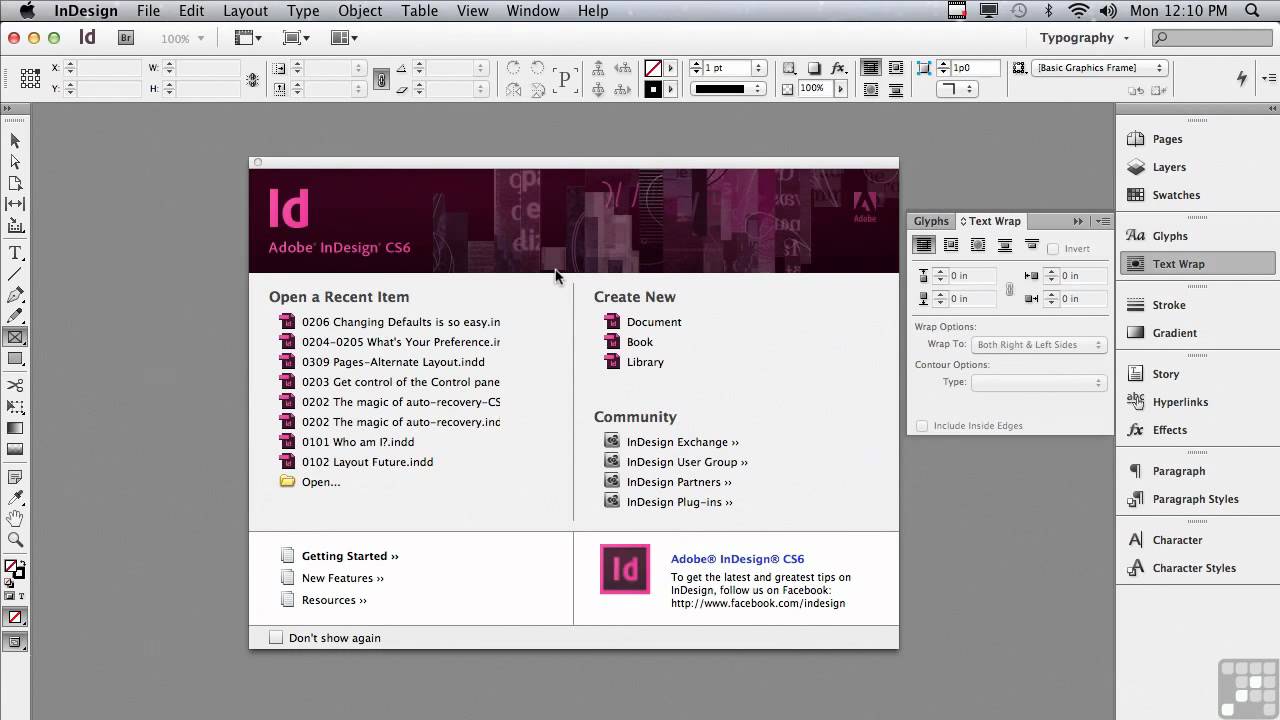 InDesign File Edit Layout Type Object Table View Window Help Mon 12:10 PM
Id Br 100% Typography
X: W: 1 pt 1p0 [Basic Graphics Frame]
Y: H: P fx 100%
Id
Adobe® InDesign® CS6
Adobe
Open a Recent Item
0206 Changing Defaults is so easy.in
0204-0205 What's Your Preference.ir
0309 Pages-Alternate Layout.indd
0203 Get control of the Control pane
0202 The magic of auto-recovery-CS
0202 The magic of auto-recovery.ind
0101 Who am I?.indd
0102 Layout Future.indd
Open...
Create New
Document
Book
Library
Community
InDesign Exchange ››
InDesign User Group ››
InDesign Partners ››
InDesign Plug-ins ››
Getting Started ››
New Features ››
Resources ››
Id
Adobe® InDesign® CS6
To get the latest and greatest tips on
InDesign, follow us on Facebook:
http://www.facebook.com/indesign
Don't show again
Glyphs Text Wrap
Invert
0 in 0 in
0 in 0 in
Wrap Options:
Wrap To: Both Right & Left Sides
Contour Options:
Type:
Include Inside Edges
Pages
Layers
Swatches
Glyphs
Text Wrap
Stroke
Gradient
Story
Hyperlinks
Effects
Paragraph
Paragraph Styles
Character
Character Styles